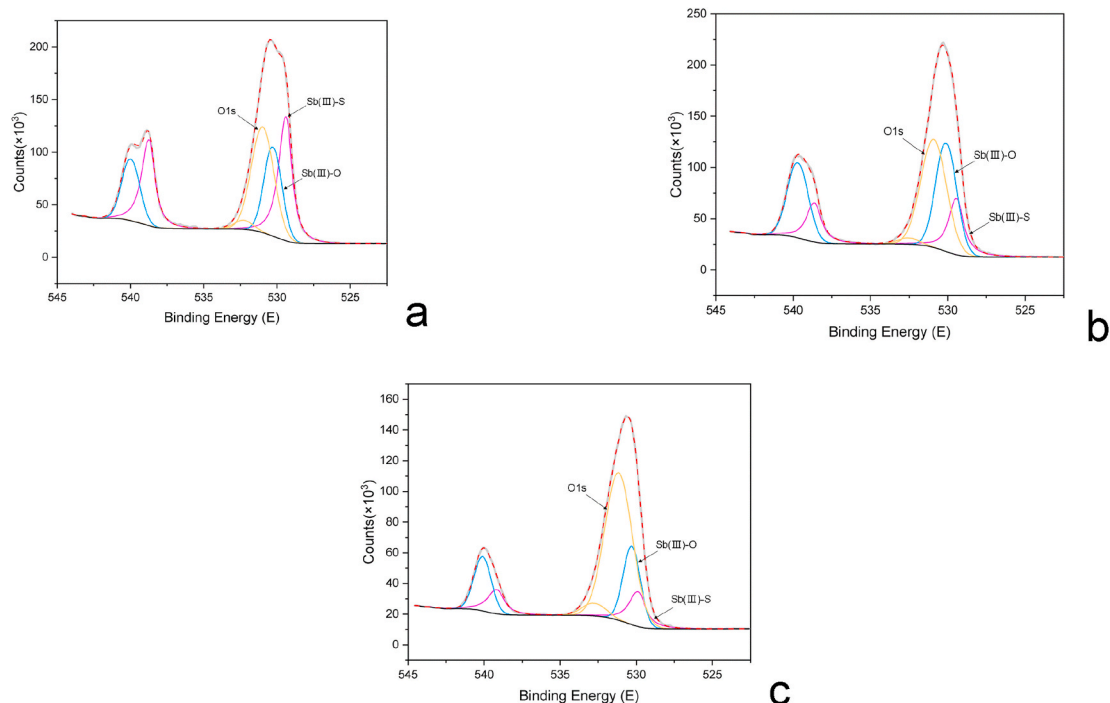 200
150
100
50
0
Counts(×10³)
O1s
Sb(Ⅲ)-S
Sb(Ⅲ)-O
545
540
535
530
525
Binding Energy (E)
a
250
200
150
100
50
0
Counts(×10³)
O1s
Sb(Ⅲ)-O
Sb(Ⅲ)-S
545
540
535
530
525
Binding Energy (E)
b
160
140
120
100
80
60
40
20
0
Counts(×10³)
O1s
Sb(Ⅲ)-O
Sb(Ⅲ)-S
545
540
535
530
525
Binding Energy (E)
c